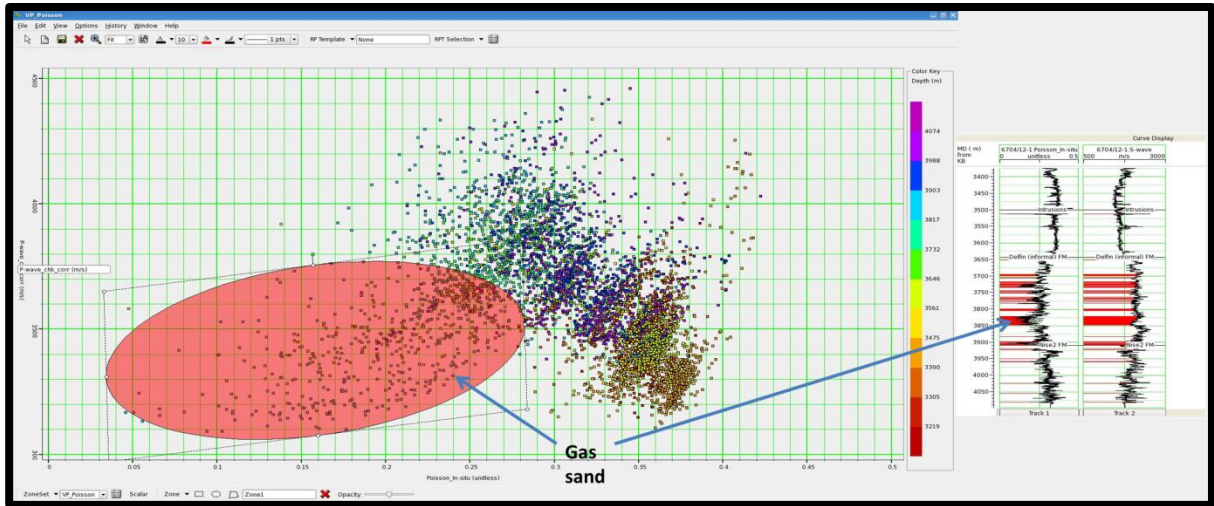 VP_Poisson
File Edit View Options History Window Help
Fit 10 1 pts RP Template None RPT Selection
4500
4000
3500
300
P-wave_chk_corr (m/s)
0 0.05 0.1 0.15 0.2 0.25 0.3 0.35 0.4 0.45 0.5
Poisson_In-situ (unitless)
Gas
sand
Color Key
Depth (m)
4074
3988
3903
3817
3732
3646
3561
3475
3390
3305
3219
Curve Display
MD (m)
from
KB
6704/12-1 Poisson_In-situ
0 unitless 0.5
6704/12-1 S-wave
500 m/s 3000
3400
3450
3500
3550
3600
3650
3700
3750
3800
3850
3900
3950
4000
4050
Intrusions Intrusions
Delfin (informal) FM Delfin (informal) FM
Nise2 FM Nise2 FM
Track 1 Track 2
ZoneSet VP_Poisson Scalar Zone Zone1 Opacity